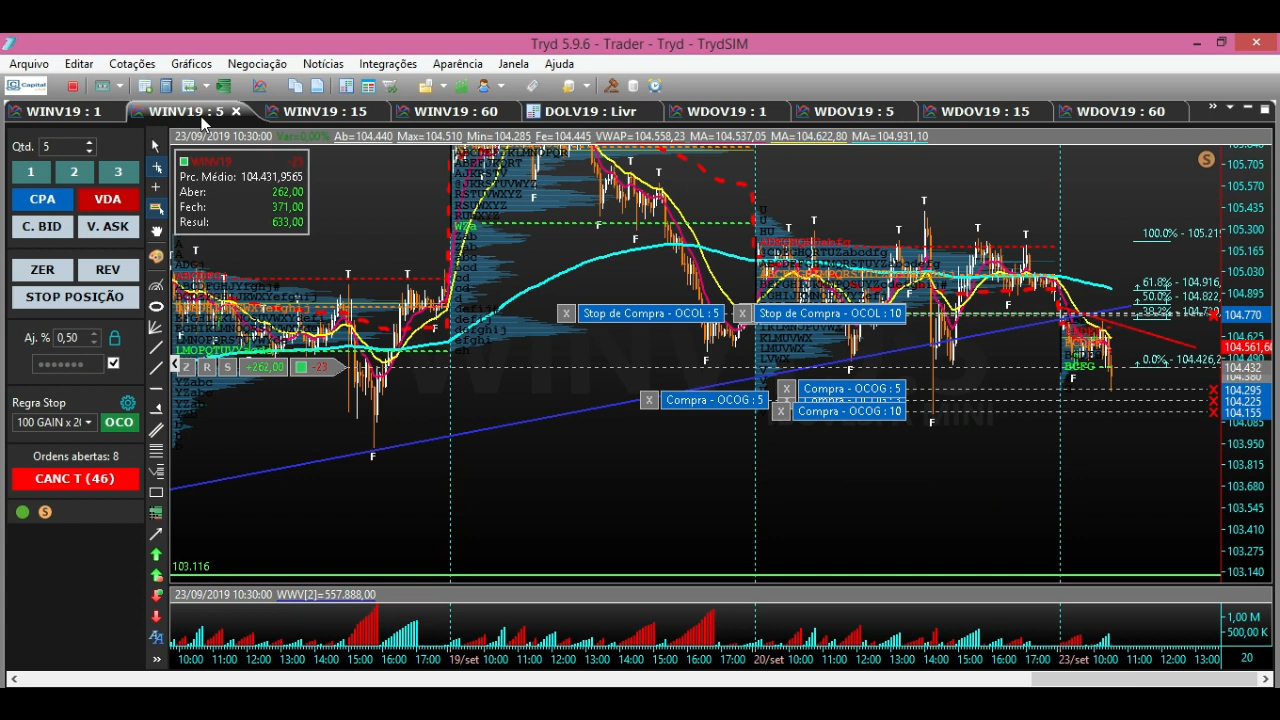 Tryd 5.9.6 - Trader - Tryd - TrydSIM
Arquivo Editar Cotações Gráficos Negociação Notícias Integrações Aparência Janela Ajuda
Capital
WINV19 : 1 WINV19 : 5 WINV19 : 15 WINV19 : 60 DOLV19 : Livr WDOV19 : 1 WDOV19 : 5 WDOV19 : 15 WDOV19 : 60
23/09/2019 10:30:00 Var=0,00% Ab=104.440 Max=104.510 Min=104.285 Fe=104.445 VWAP=104.558,23 MA=104.537,05 MA=104.622,80 MA=104.931,10
Qtd. 5
1 2 3
CPA VDA
C. BID V. ASK
ZER REV
STOP POSIÇÃO
Aj. % 0,50
Regra Stop
100 GAIN x 2( OCO
Ordens abertas: 8
CANC T (46)
WINV19 -23
Prc. Médio: 104.431,9565
Aber: 262,00
Fech: 371,00
Resul: 633,00
Z R S +262,00 -23
Stop de Compra - OCOL : 5
Stop de Compra - OCOL : 10
Compra - OCOG : 5
Compra - OCOG : 5
Compra - OCOG : 10
100.0% - 105.21
61.8% - 104.916
50.0% - 104.822,
0.0% - 104.426,2
105.705
105.570
105.435
105.300
105.165
105.030
104.895
104.770
104.625
104.561,66
104.432
104.295
104.225
104.155
104.085
103.950
103.815
103.680
103.545
103.410
103.275
103.140
103.116
23/09/2019 10:30:00 WWV[2]=557.888,00
1,00 M
500,00 K
10:00 11:00 12:00 13:00 14:00 15:00 16:00 17:00 19/set 10:00 11:00 12:00 13:00 14:00 15:00 16:00 17:00 20/set 10:00 11:00 12:00 13:00 14:00 15:00 16:00 17:00 23/set 10:00 11:00 12:00 13:00 20